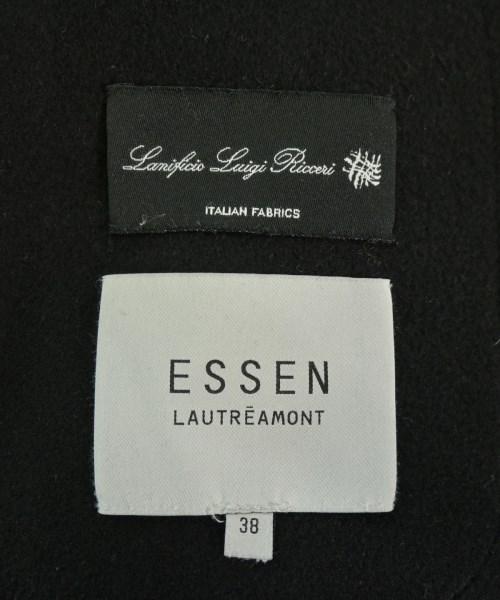 Lanificio Luigi Ricceri
ITALIAN FABRICS
ESSEN
LAUTRĒAMONT
38